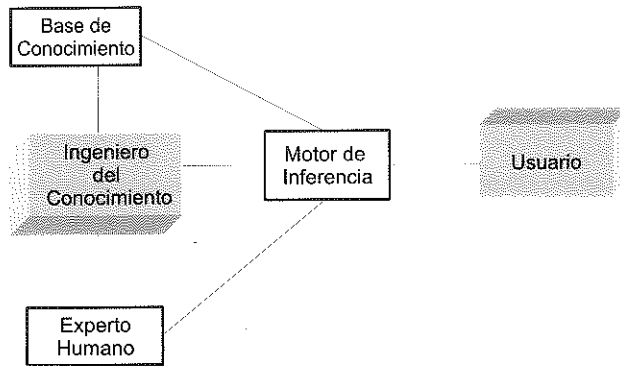 Base de
Conocimiento
Ingeniero
del
Conocimiento
Motor de
Inferencia
Usuario
Experto
Humano